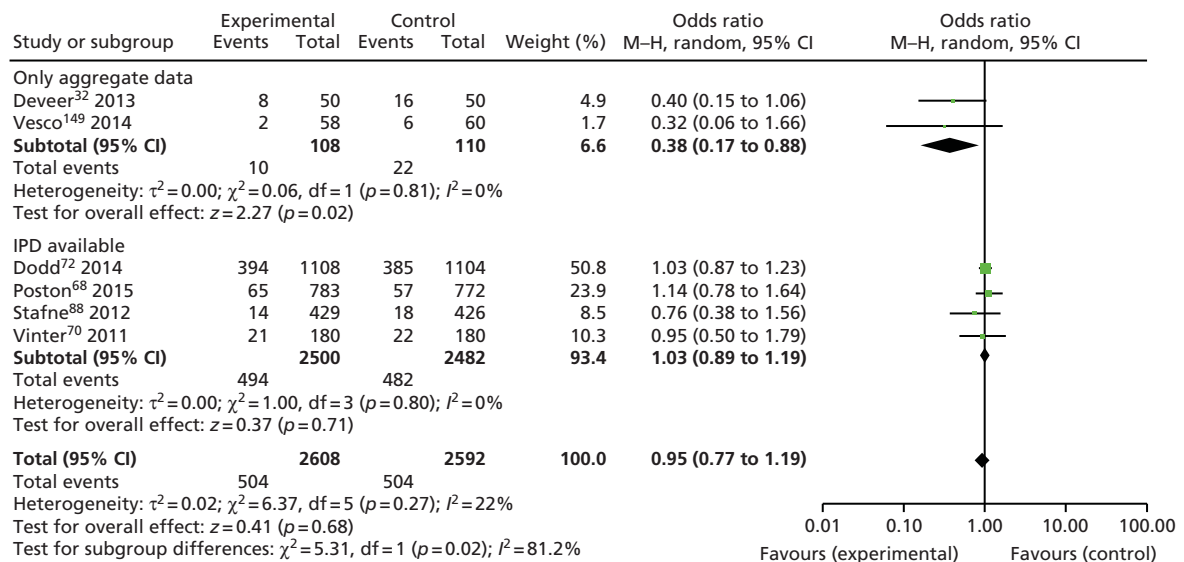 Experimental Control Odds ratio Odds ratio
Study or subgroup Events Total Events Total Weight (%) M–H, random, 95% CI M–H, random, 95% CI
Only aggregate data
Deveer³² 2013 8 50 16 50 4.9 0.40 (0.15 to 1.06)
Vesco¹⁴⁹ 2014 2 58 6 60 1.7 0.32 (0.06 to 1.66)
Subtotal (95% CI) 108 110 6.6 0.38 (0.17 to 0.88)
Total events 10 22
Heterogeneity: τ²=0.00; χ²=0.06, df=1 (p=0.81); I²=0%
Test for overall effect: z=2.27 (p=0.02)
IPD available
Dodd⁷² 2014 394 1108 385 1104 50.8 1.03 (0.87 to 1.23)
Poston⁶⁸ 2015 65 783 57 772 23.9 1.14 (0.78 to 1.64)
Stafne⁸⁸ 2012 14 429 18 426 8.5 0.76 (0.38 to 1.56)
Vinter⁷⁰ 2011 21 180 22 180 10.3 0.95 (0.50 to 1.79)
Subtotal (95% CI) 2500 2482 93.4 1.03 (0.89 to 1.19)
Total events 494 482
Heterogeneity: τ²=0.00; χ²=1.00, df=3 (p=0.80); I²=0%
Test for overall effect: z=0.37 (p=0.71)
Total (95% CI) 2608 2592 100.0 0.95 (0.77 to 1.19)
Total events 504 504
Heterogeneity: τ²=0.02; χ²=6.37, df=5 (p=0.27); I²=22%
Test for overall effect: z=0.41 (p=0.68)
Test for subgroup differences: χ²=5.31, df=1 (p=0.02); I²=81.2%
0.01 0.10 1.00 10.00 100.00
Favours (experimental) Favours (control)